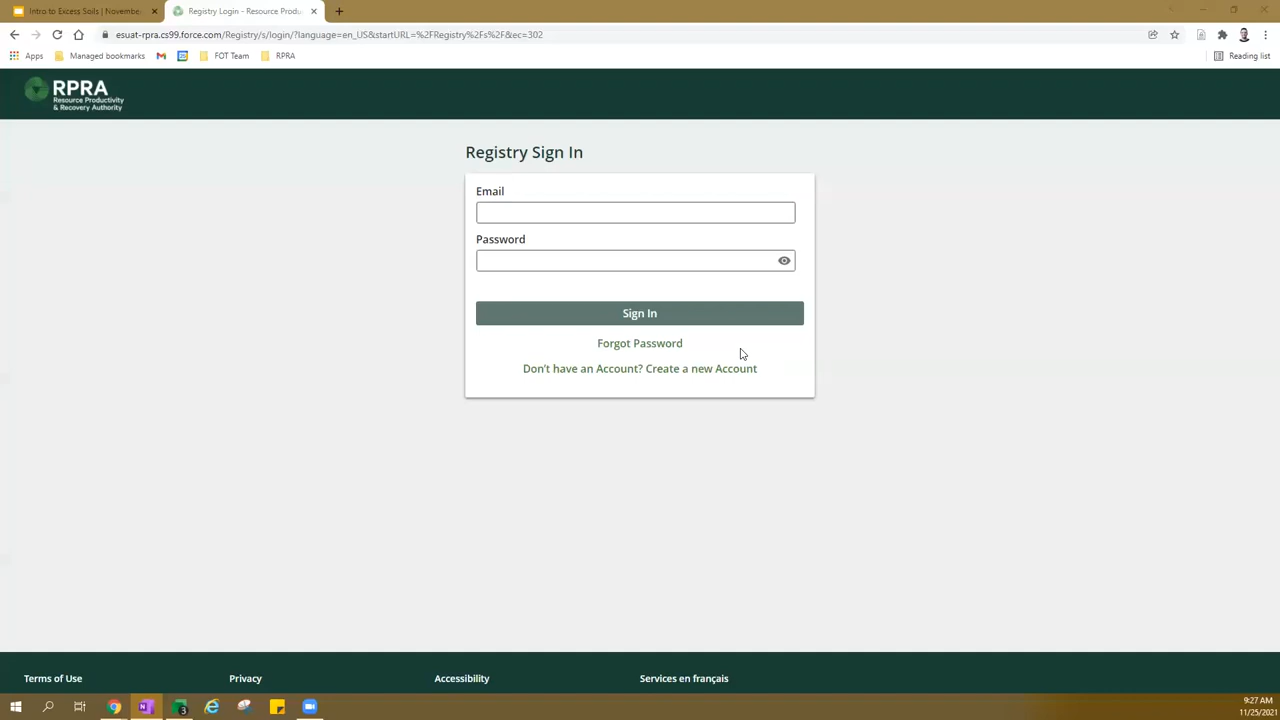 Intro to Excess Soils | Novembe
Registry Login - Resource Produ
esuat-rpra.cs99.force.com/Registry/s/login/?language=en_US&startURL=%2FRegistry%2Fs%2F&ec=302
Apps
Managed bookmarks
FOT Team
RPRA
Reading list
RPRA
Resource Productivity
& Recovery Authority
Registry Sign In
Email
Password
Sign In
Forgot Password
Don't have an Account? Create a new Account
Terms of Use
Privacy
Accessibility
Services en français
3
9:27 AM
11/25/2021